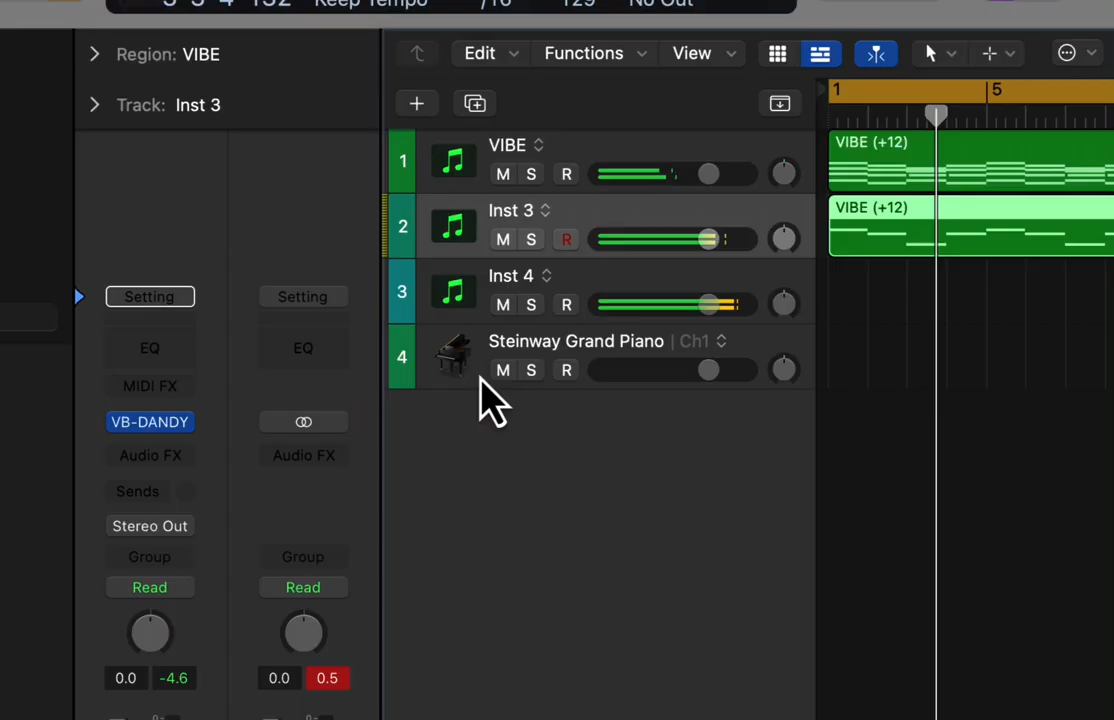 3 3 4 132 Keep Tempo /16 129 No Out
Region: VIBE
Edit Functions View
Track: Inst 3
1 5
1 VIBE
M S R
VIBE (+12)
2 Inst 3
M S R
VIBE (+12)
3 Inst 4
M S R
4 Steinway Grand Piano | Ch1
M S R
Setting Setting
EQ EQ
MIDI FX
VB-DANDY
Audio FX Audio FX
Sends
Stereo Out
Group Group
Read Read
0.0 -4.6 0.0 0.5